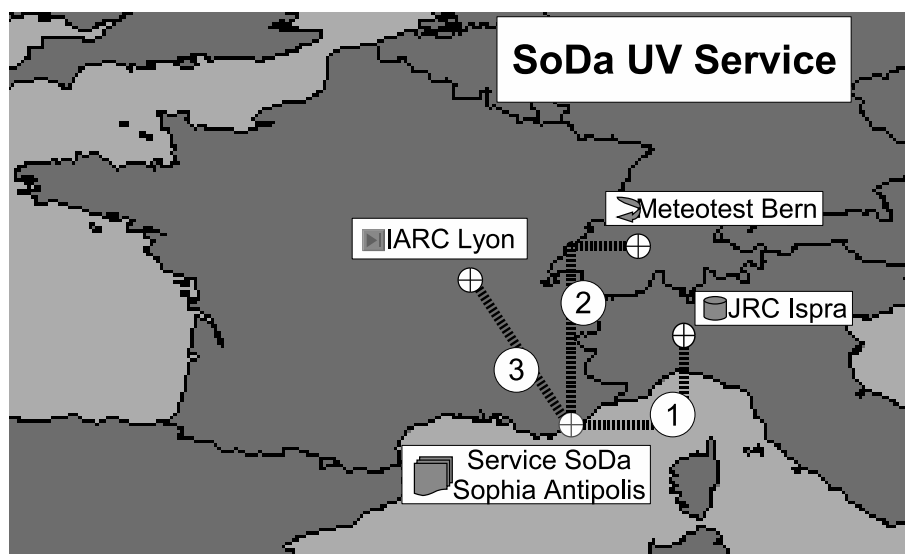 SoDa UV Service
Meteotest Bern
IARC Lyon
2
JRC Ispra
3
1
Service SoDa
Sophia Antipolis